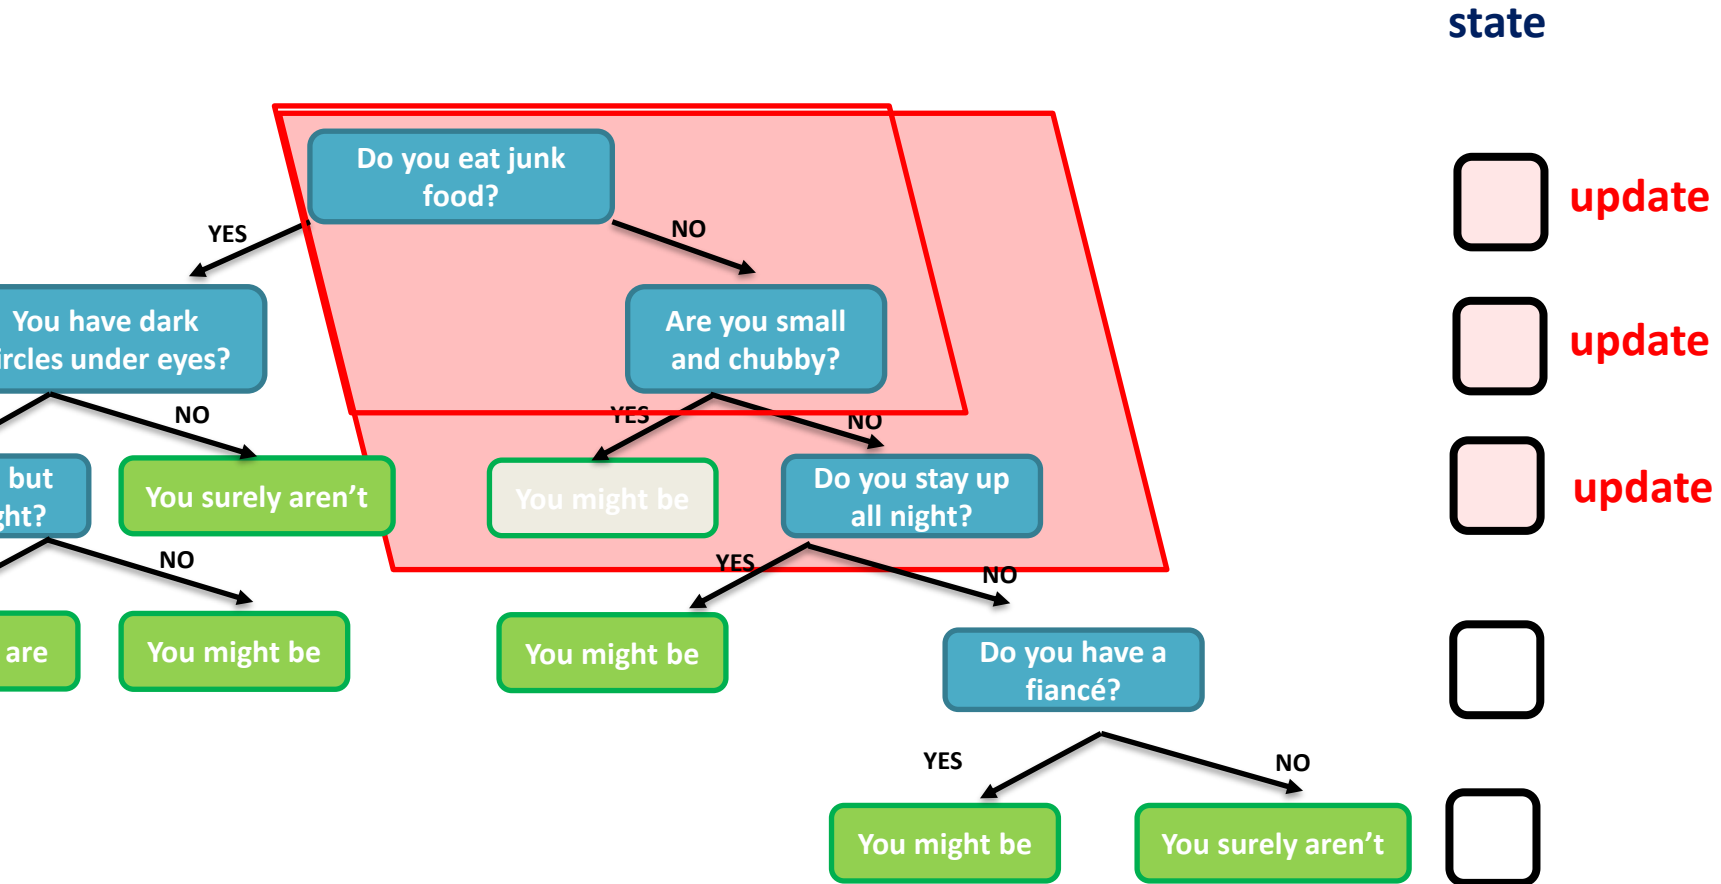 state
Do you eat junk
food?
update
YES
NO
You have dark
ircles under eyes?
Are you small
and chubby?
update
NO
YES
NO
but
ght?
You surely aren't
You might be
Do you stay up
all night?
update
NO
YES
NO
are
You might be
You might be
Do you have a
fiancé?
YES
NO
You might be
You surely aren't